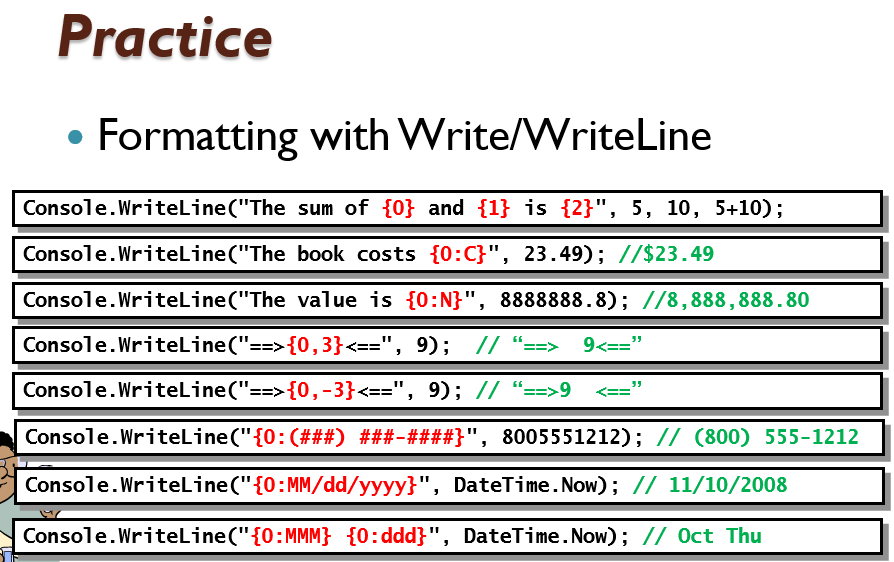 Practice
• Formatting with Write/WriteLine
Console.WriteLine("The sum of {0} and {1} is {2}", 5, 10, 5+10);
Console.WriteLine("The book costs {0:C}", 23.49); //$23.49
Console.WriteLine("The value is {0:N}", 8888888.8); //8,888,888.80
Console.WriteLine("==>{0,3}<==", 9);  // “==>  9<==”
Console.WriteLine("==>{0,-3}<==", 9); // “==>9  <==”
Console.WriteLine("{0:(###) ###-####}", 8005551212); // (800) 555-1212
Console.WriteLine("{0:MM/dd/yyyy}", DateTime.Now); // 11/10/2008
Console.WriteLine("{0:MMM} {0:ddd}", DateTime.Now); // Oct Thu